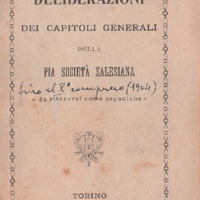 DELIBERAZIONI
DEI CAPITOLI GENERALI
DELLA
PIA SOCIETÀ SALESIANA
fino al X° compreso (1904)
« da ritenersi come organiche »
TORINO